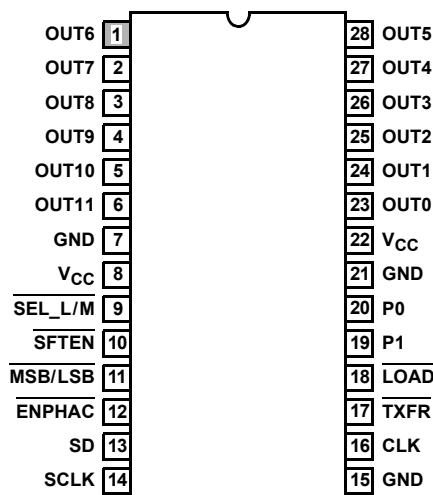 OUT6 1 28 OUT5
OUT7 2 27 OUT4
OUT8 3 26 OUT3
OUT9 4 25 OUT2
OUT10 5 24 OUT1
OUT11 6 23 OUT0
GND 7 22 VCC
VCC 8 21 GND
SEL_L/M 9 20 P0
SFTEN 10 19 P1
MSB/LSB 11 18 LOAD
ENPHAC 12 17 TXFR
SD 13 16 CLK
SCLK 14 15 GND